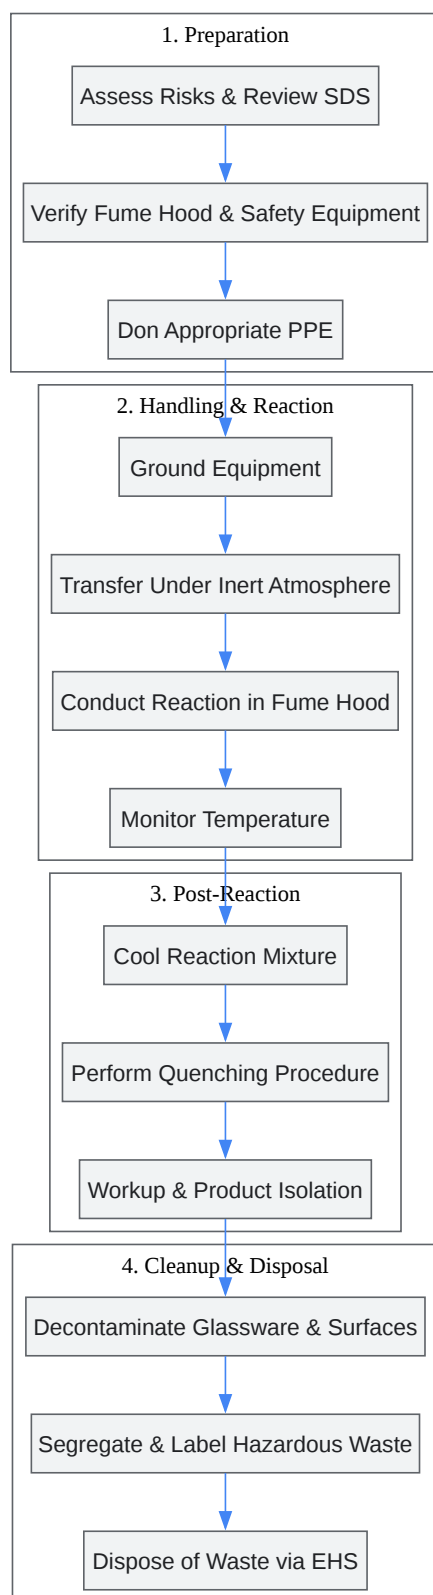 1. Preparation
Assess Risks & Review SDS
Verify Fume Hood & Safety Equipment
Don Appropriate PPE
2. Handling & Reaction
Ground Equipment
Transfer Under Inert Atmosphere
Conduct Reaction in Fume Hood
Monitor Temperature
3. Post-Reaction
Cool Reaction Mixture
Perform Quenching Procedure
Workup & Product Isolation
4. Cleanup & Disposal
Decontaminate Glassware & Surfaces
Segregate & Label Hazardous Waste
Dispose of Waste via EHS